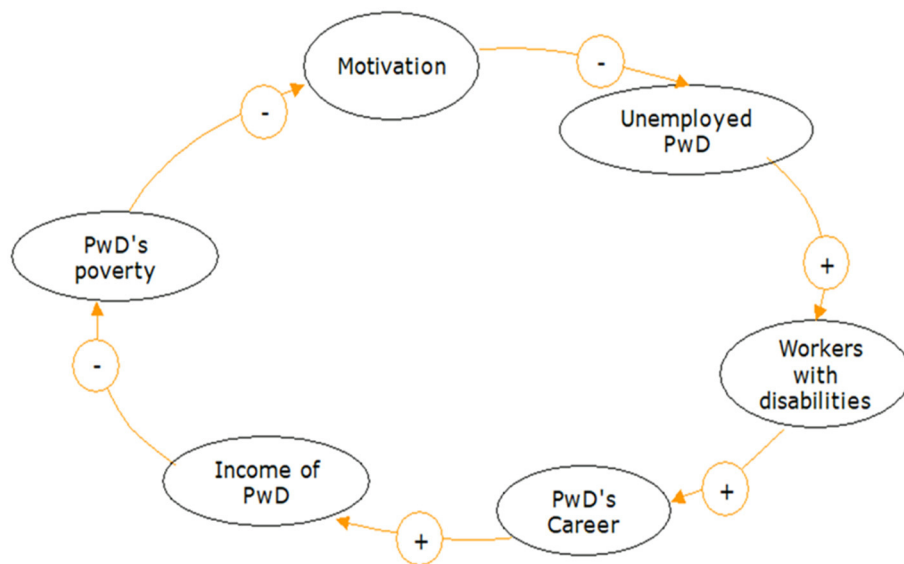 Motivation
-
Unemployed
PwD
+
Workers
with
disabilities
+
PwD's
Career
+
Income of
PwD
-
PwD's
poverty
-